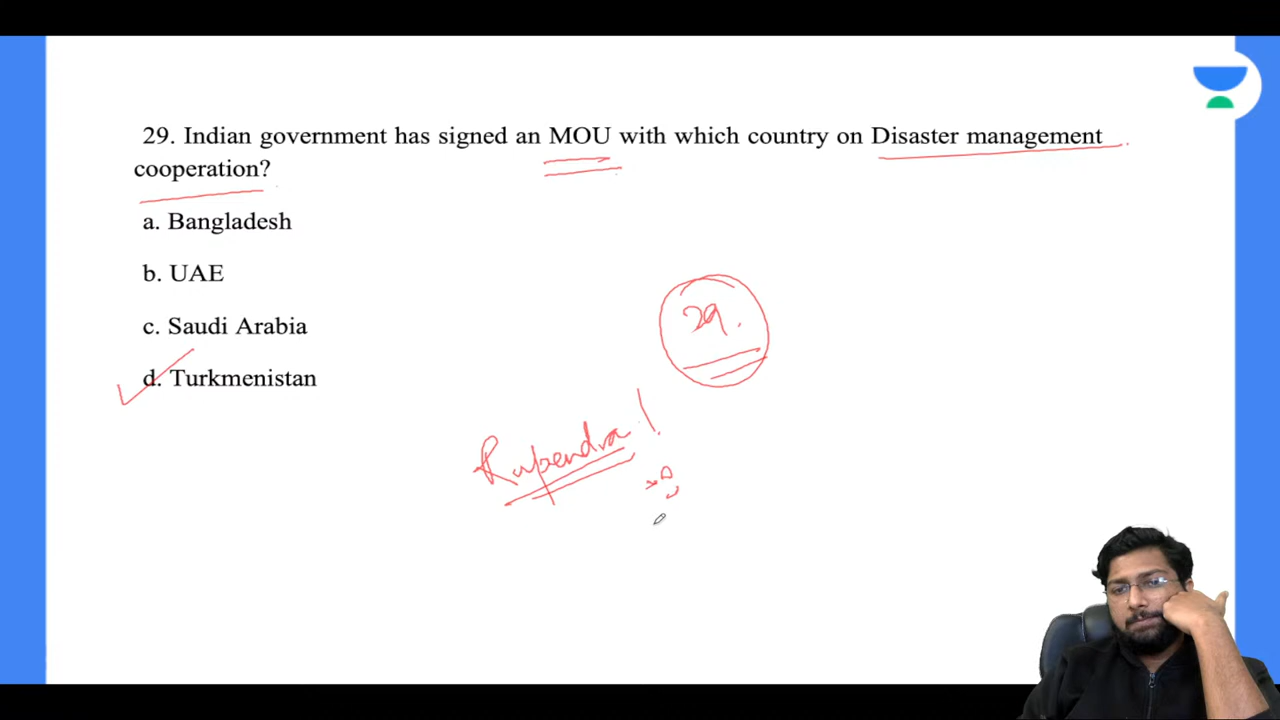 29. Indian government has signed an MOU with which country on Disaster management
cooperation?
a. Bangladesh
b. UAE
c. Saudi Arabia
d. Turkmenistan
29.
Rupendra!